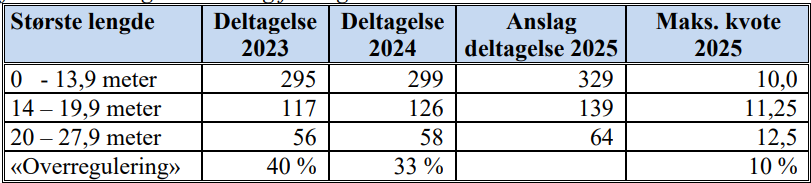 Største lengde Deltagelse 2023 Deltagelse 2024 Anslag deltagelse 2025 Maks. kvote 2025
0 - 13,9 meter 295 299 329 10,0
14 – 19,9 meter 117 126 139 11,25
20 – 27,9 meter 56 58 64 12,5
«Overregulering» 40 % 33 % 10 %